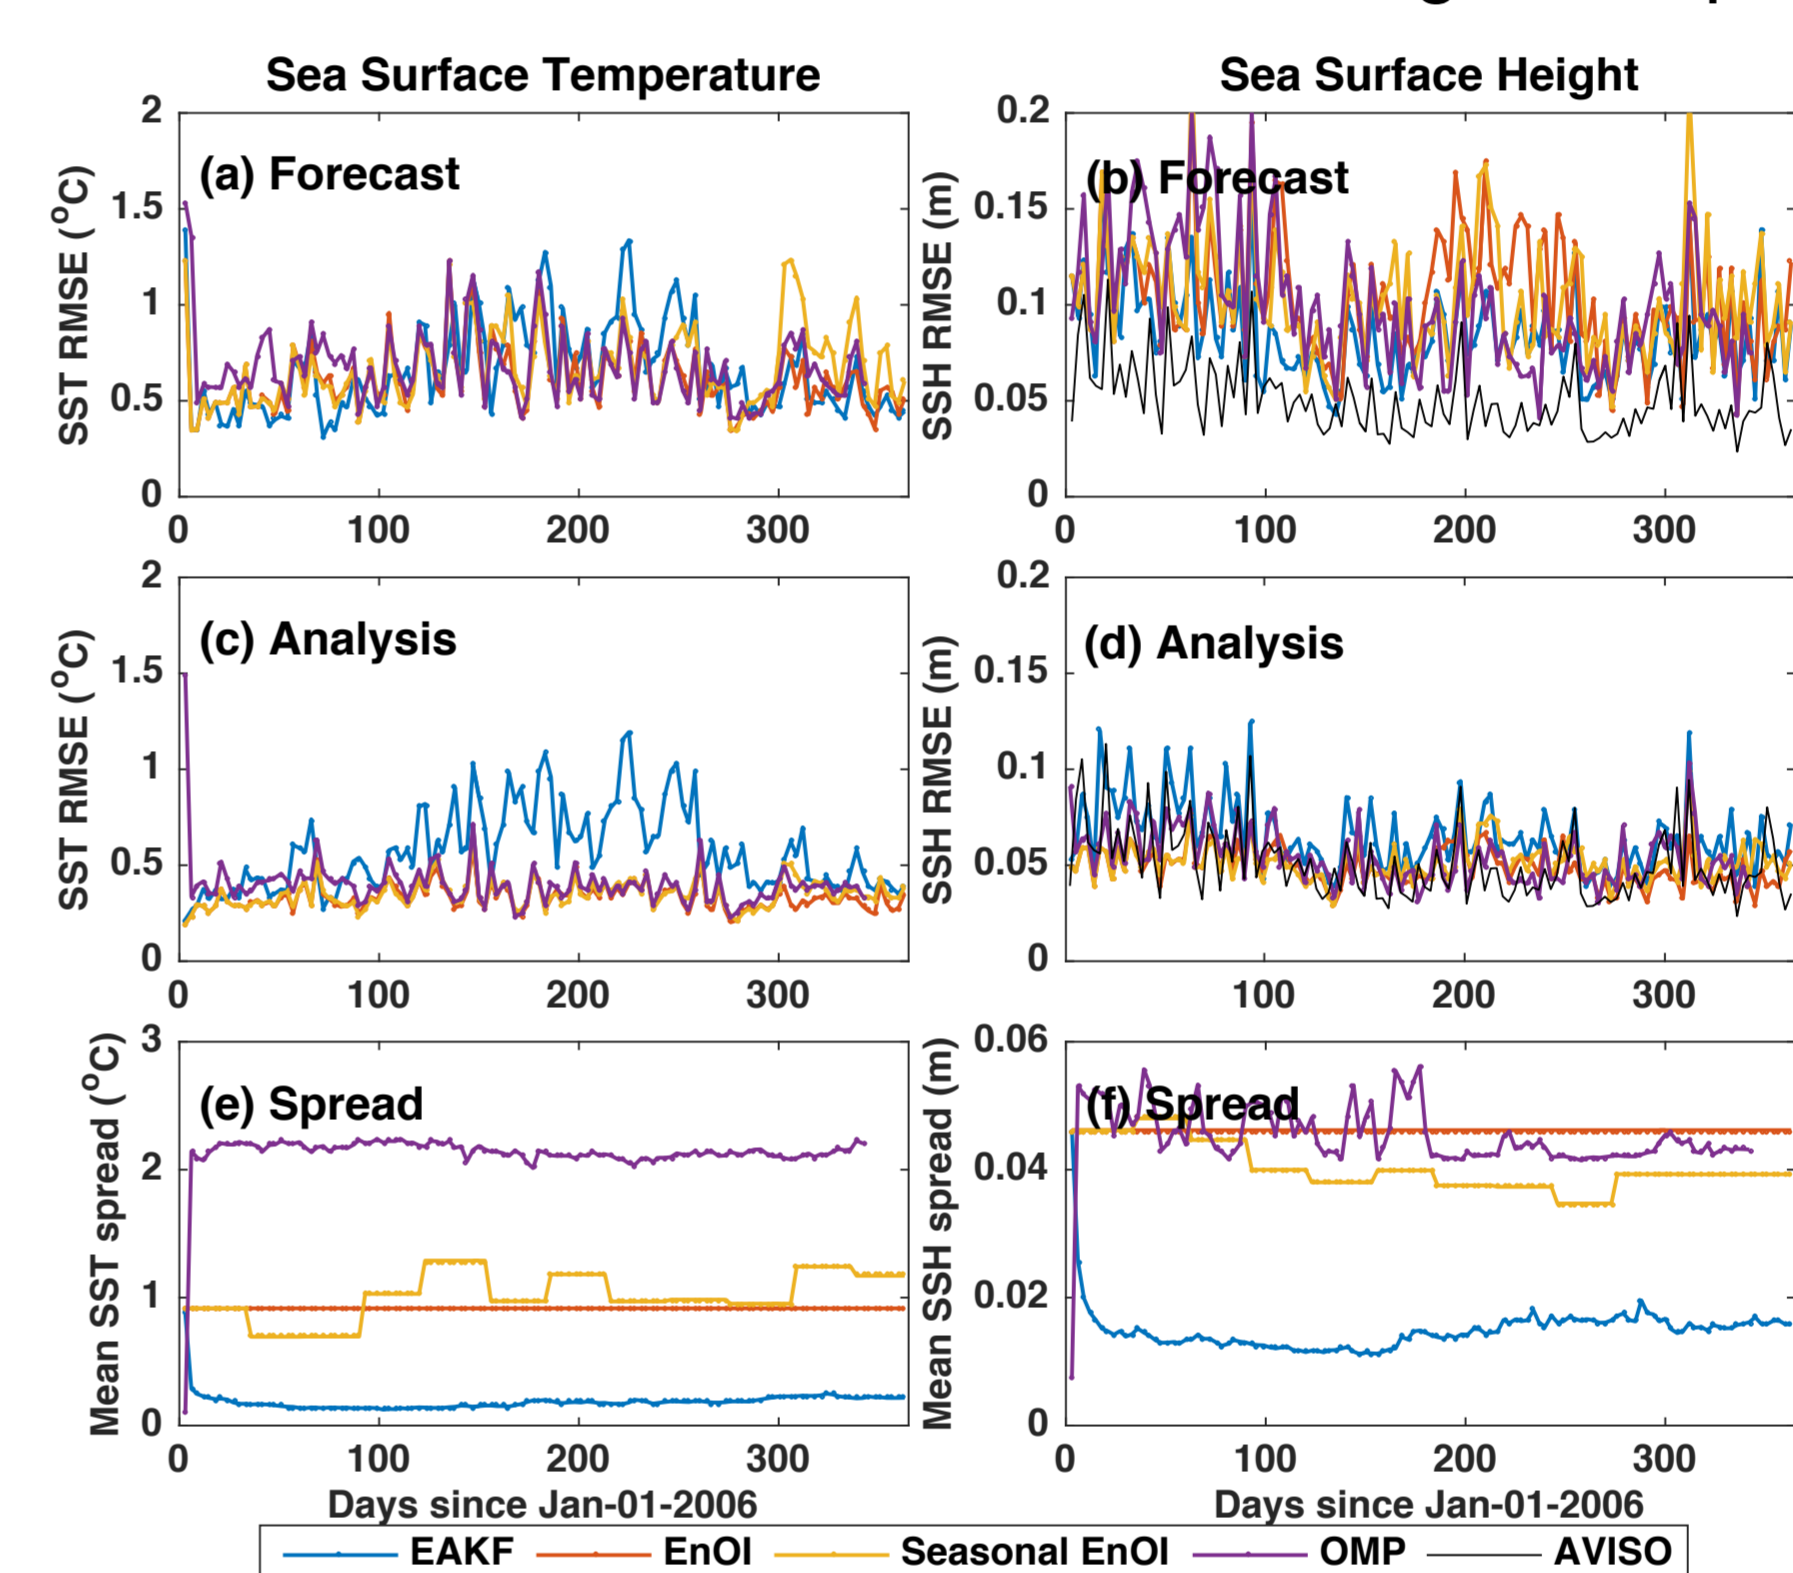 Sea Surface Temperature
Sea Surface Height
2
1.5
1
0.5
0
SST RMSE (°C)
(a) Forecast
0 100 200 300
0.2
0.15
0.1
0.05
0
SSH RMSE (m)
(b) Forecast
0 100 200 300
2
1.5
1
0.5
0
SST RMSE (°C)
(c) Analysis
0 100 200 300
0.2
0.15
0.1
0.05
0
SSH RMSE (m)
(d) Analysis
100 200 300
3
2
1
0
Mean SST spread (°C)
(e) Spread
0 100 200 300
Days since Jan-01-2006
0.06
0.04
0.02
0
Mean SSH spread (m)
(f) Spread
0 100 200 300
Days since Jan-01-2006
EAKF EnOI Seasonal EnOI OMP AVISO